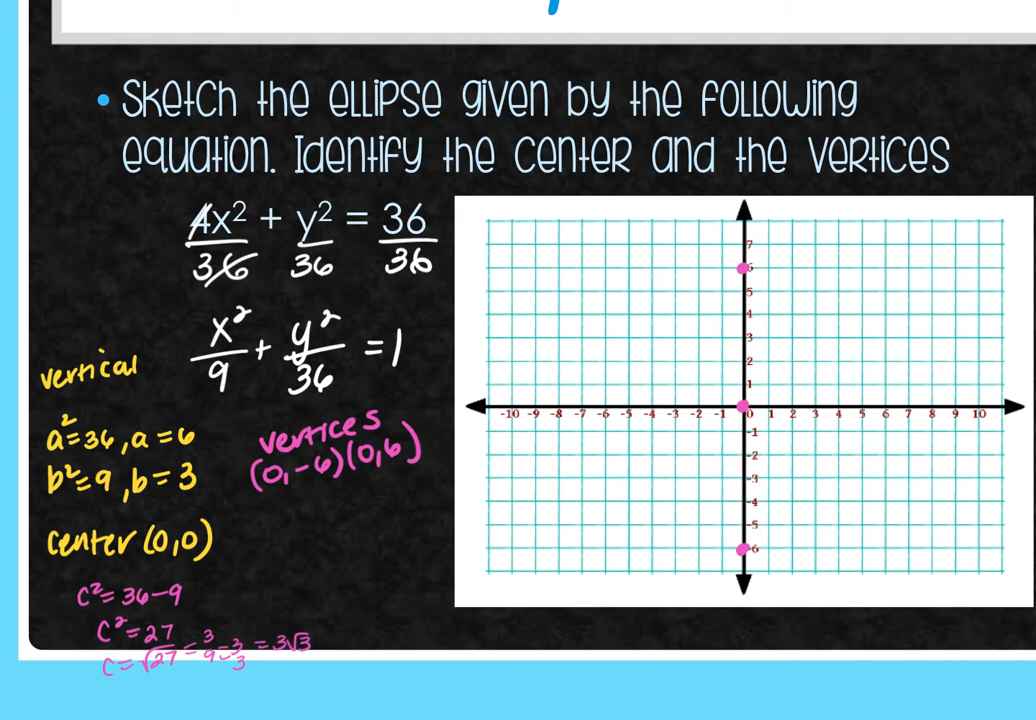 • Sketch the ellipse given by the following
equation. Identify the center and the vertices
4x² + y² = 36
36 36 36
x²/9 + y²/36 = 1
vertical
a²=36, a=6
b²=9, b=3
vertices
(0,-6)(0,6)
center (0,0)
c²=36-9
c²=27
c=√27 = 3 9 = 3 3 = 3√3
7
6
5
4
3
2
1
-10 -9 -8 -7 -6 -5 -4 -3 -2 -1 0 1 2 3 4 5 6 7 8 9 10
-1
-2
-3
-4
-5
-6